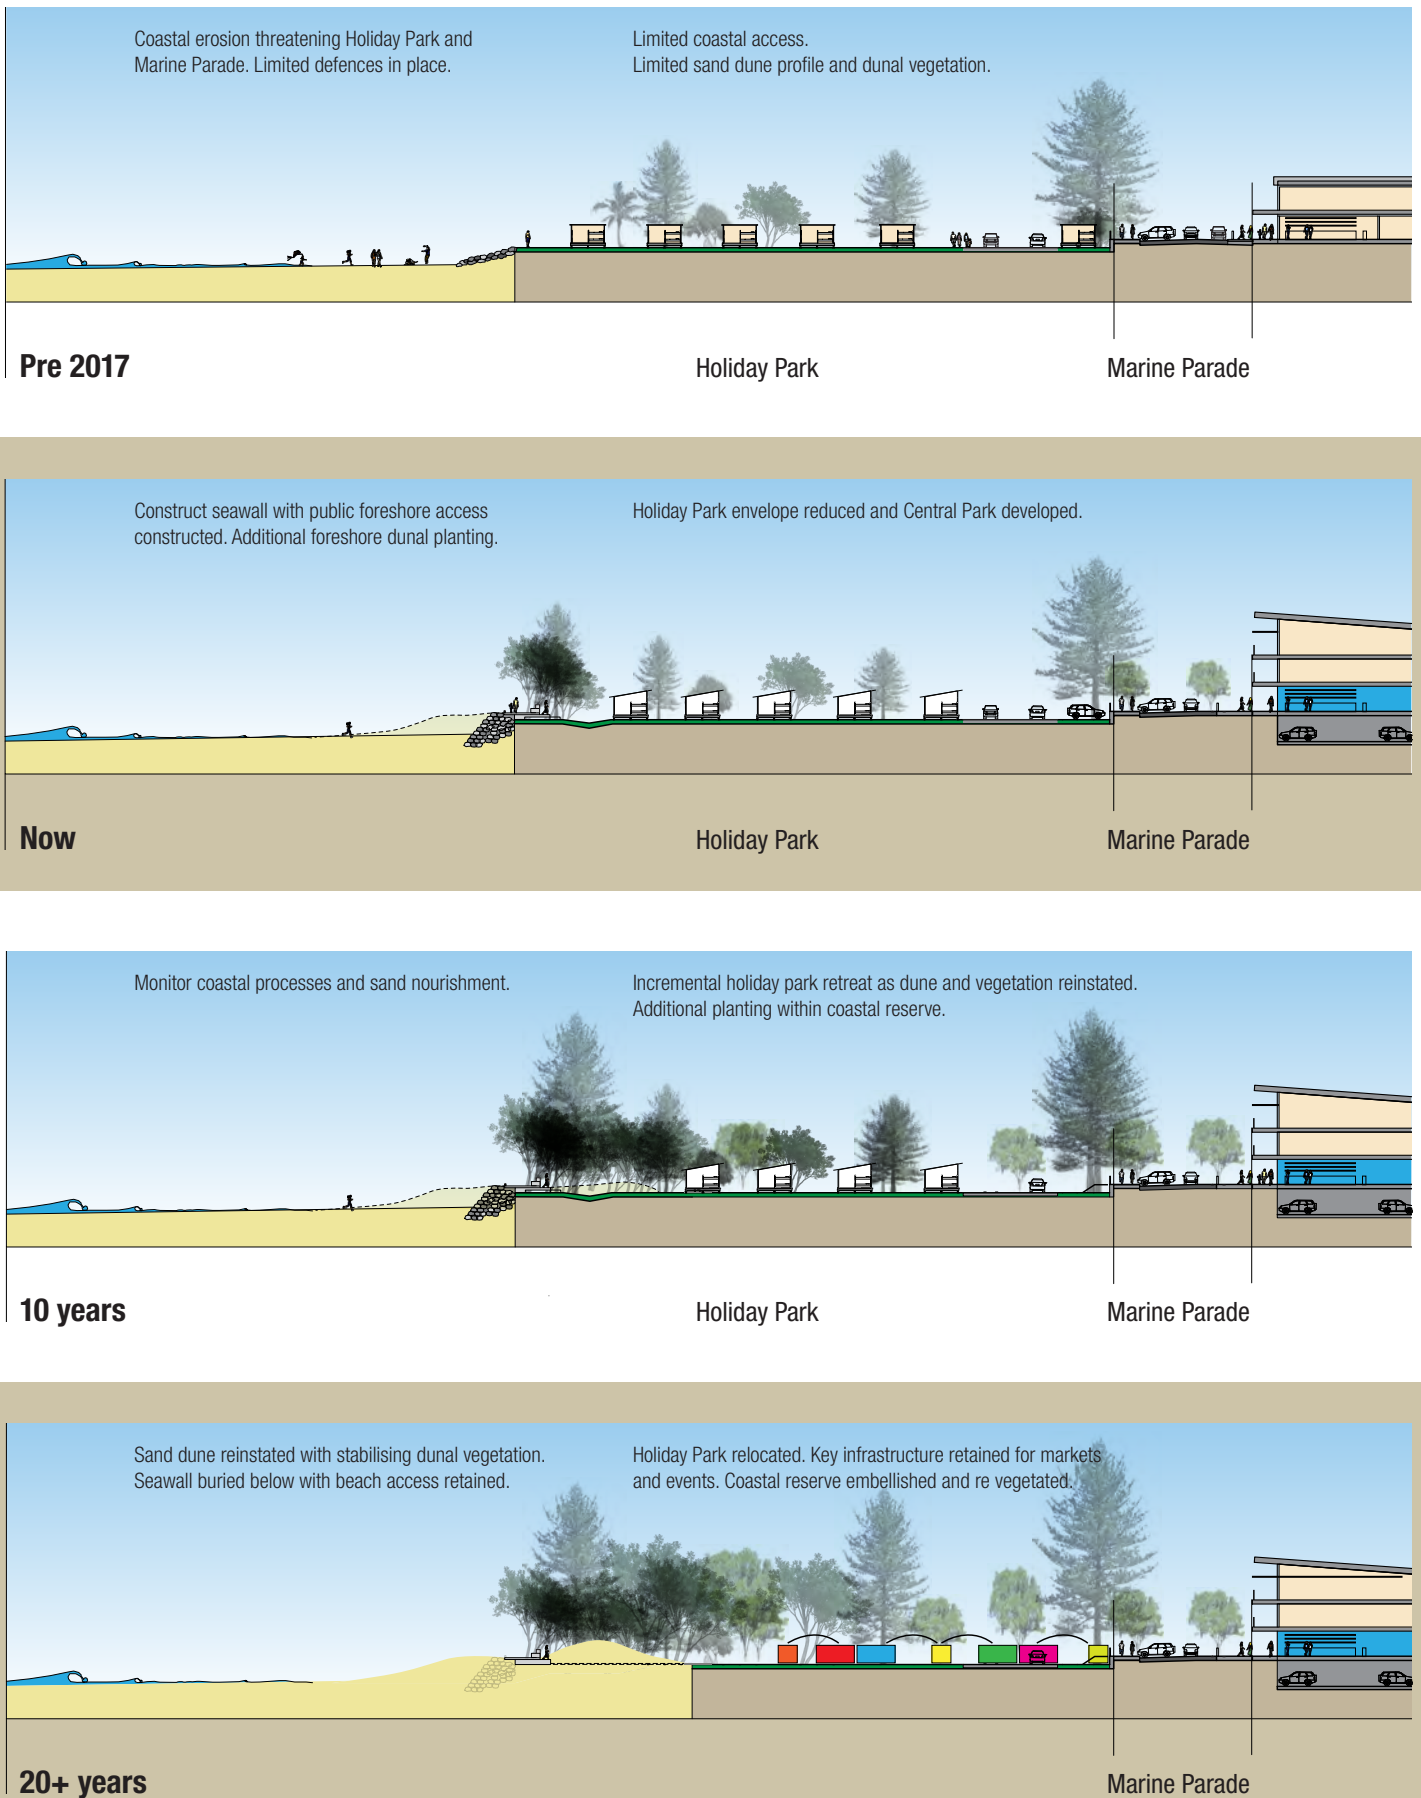 Coastal erosion threatening Holiday Park and
Marine Parade. Limited defences in place.
Limited coastal access.
Limited sand dune profile and dunal vegetation.
Pre 2017
Holiday Park
Marine Parade
Construct seawall with public foreshore access
constructed. Additional foreshore dunal planting.
Holiday Park envelope reduced and Central Park developed.
Now
Holiday Park
Marine Parade
Monitor coastal processes and sand nourishment.
Incremental holiday park retreat as dune and vegetation reinstated.
Additional planting within coastal reserve.
10 years
Holiday Park
Marine Parade
Sand dune reinstated with stabilising dunal vegetation.
Seawall buried below with beach access retained.
Holiday Park relocated. Key infrastructure retained for markets
and events. Coastal reserve embellished and re vegetated.
20+ years
Marine Parade